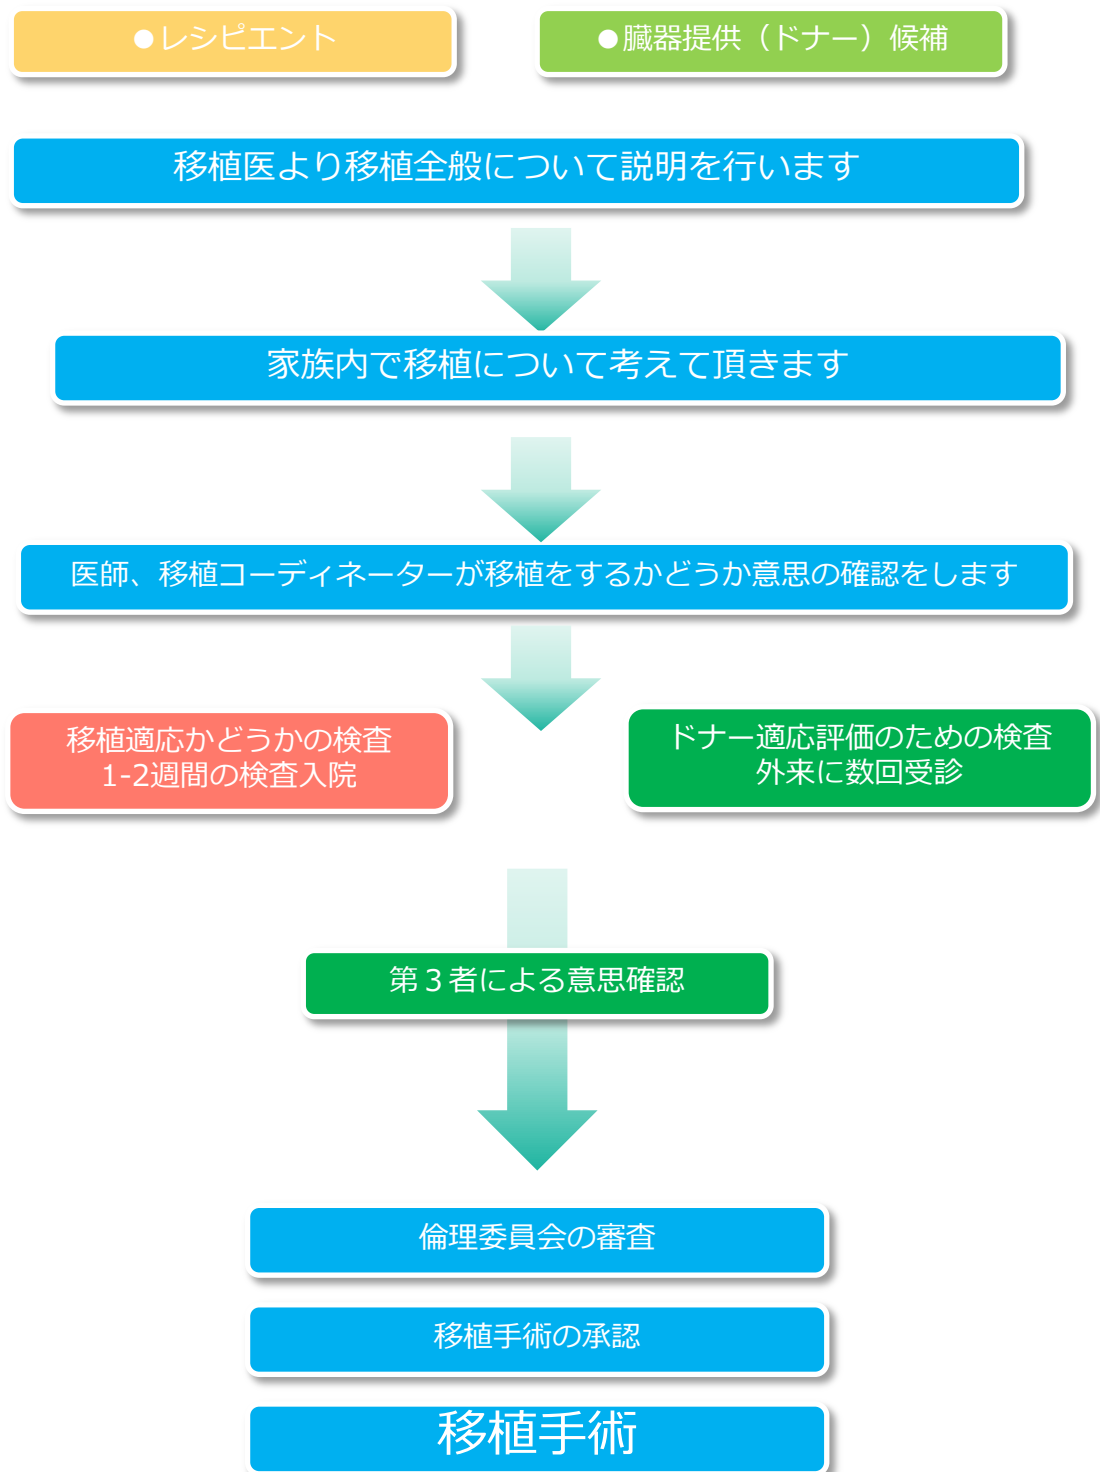 ●レシピエント
●臓器提供（ドナー）候補
移植医より移植全般について説明を行います
家族内で移植について考えて頂きます
医師、移植コーディネーターが移植をするかどうか意思の確認をします
移植適応かどうかの検査
1-2週間の検査入院
ドナー適応評価のための検査
外来に数回受診
第３者による意思確認
倫理委員会の審査
移植手術の承認
移植手術